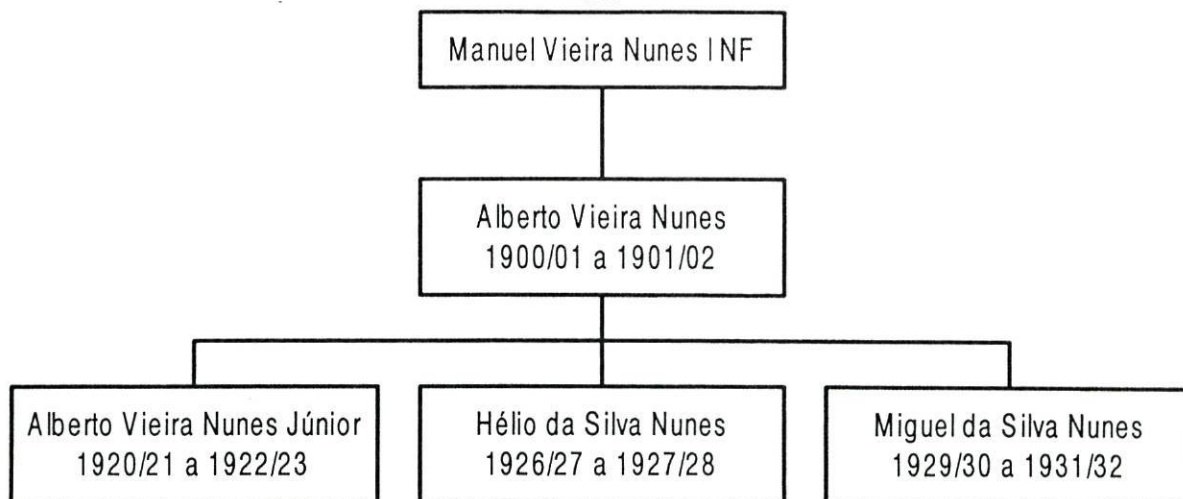 Manuel Vieira Nunes I NF
Alberto Vieira Nunes
1900/01 a 1901/02
Alberto Vieira Nunes Júnior
1920/21 a 1922/23
Hélio da Silva Nunes
1926/27 a 1927/28
Miguel da Silva Nunes
1929/30 a 1931/32